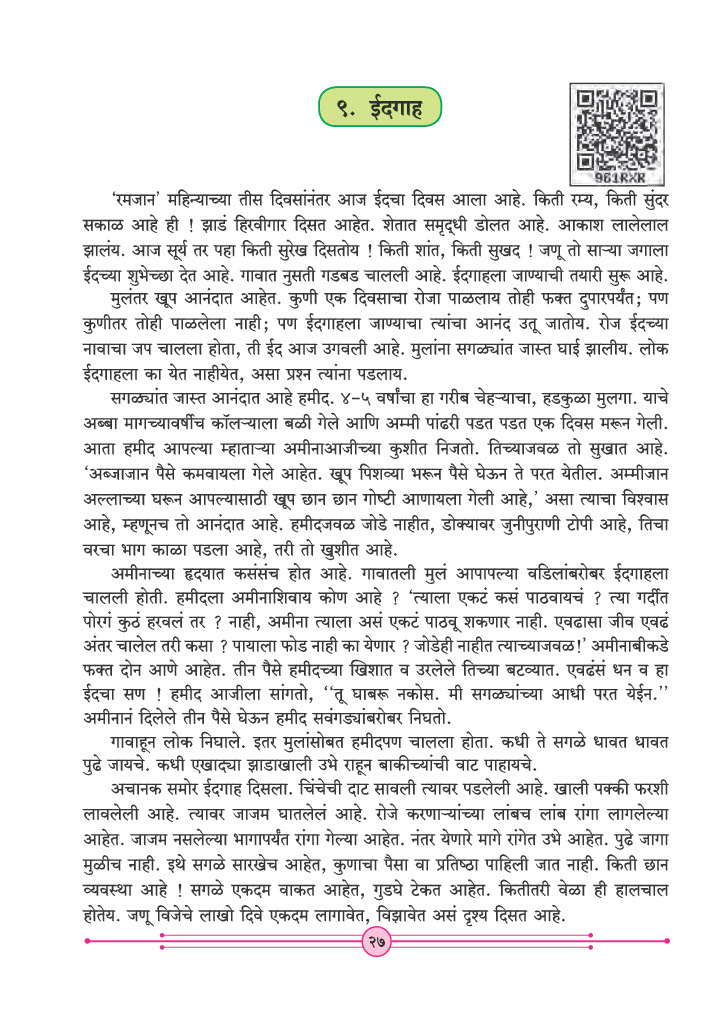 ९. ईदगाह
961RXR
‘रमजान’ महिन्याच्या तीस दिवसांनंतर आज ईदचा दिवस आला आहे. किती रम्य, किती सुंदर
सकाळ आहे ही ! झाडं हिरवीगार दिसत आहेत. शेतात समृद्धी डोलत आहे. आकाश लालेलाल
झालंय. आज सूर्य तर पहा किती सुरेख दिसतोय ! किती शांत, किती सुखद ! जणू तो साऱ्या जगाला
ईदच्या शुभेच्छा देत आहे. गावात नुसती गडबड चालली आहे. ईदगाहला जाण्याची तयारी सुरू आहे.
मुलंतर खूप आनंदात आहेत. कुणी एक दिवसाचा रोजा पाळलाय तोही फक्त दुपारपर्यंत; पण
कुणीतर तोही पाळलेला नाही; पण ईदगाहला जाण्याचा त्यांचा आनंद उतू जातोय. रोज ईदच्या
नावाचा जप चालला होता, ती ईद आज उगवली आहे. मुलांना सगळ्यांत जास्त घाई झालीय. लोक
ईदगाहला का येत नाहीयेत, असा प्रश्न त्यांना पडलाय.
सगळ्यांत जास्त आनंदात आहे हमीद. ४-५ वर्षांचा हा गरीब चेहऱ्याचा, हडकुळा मुलगा. याचे
अब्बा मागच्यावर्षीच कॉलऱ्याला बळी गेले आणि अम्मी पांढरी पडत पडत एक दिवस मरून गेली.
आता हमीद आपल्या म्हाताऱ्या अमीनाआजीच्या कुशीत निजतो. तिच्याजवळ तो सुखात आहे.
‘अब्जाजान पैसे कमवायला गेले आहेत. खूप पिशव्या भरून पैसे घेऊन ते परत येतील. अम्मीजान
अल्लाच्या घरून आपल्यासाठी खूप छान छान गोष्टी आणायला गेली आहे,’ असा त्याचा विश्वास
आहे, म्हणूनच तो आनंदात आहे. हमीदजवळ जोडे नाहीत, डोक्यावर जुनीपुराणी टोपी आहे, तिचा
वरचा भाग काळा पडला आहे, तरी तो खुशीत आहे.
अमीनाच्या हृदयात कसंसंच होत आहे. गावातली मुलं आपापल्या वडिलांबरोबर ईदगाहला
चालली होती. हमीदला अमीनाशिवाय कोण आहे ? ‘त्याला एकटं कसं पाठवायचं ? त्या गर्दीत
पोरगं कुठं हरवलं तर ? नाही, अमीना त्याला असं एकटं पाठवू शकणार नाही. एवढासा जीव एवढं
अंतर चालेल तरी कसा ? पायाला फोड नाही का येणार ? जोडेही नाहीत त्याच्याजवळ!’ अमीनाबीकडे
फक्त दोन आणे आहेत. तीन पैसे हमीदच्या खिशात व उरलेले तिच्या बटव्यात. एवढंसं धन व हा
ईदचा सण ! हमीद आजीला सांगतो, ‘‘तू घाबरू नकोस. मी सगळ्यांच्या आधी परत येईन.’’
अमीनानं दिलेले तीन पैसे घेऊन हमीद सवंगड्यांबरोबर निघतो.
गावाहून लोक निघाले. इतर मुलांसोबत हमीदपण चालला होता. कधी ते सगळे धावत धावत
पुढे जायचे. कधी एखाद्या झाडाखाली उभे राहून बाकीच्यांची वाट पाहायचे.
अचानक समोर ईदगाह दिसला. चिंचेची दाट सावली त्यावर पडलेली आहे. खाली पक्की फरशी
लावलेली आहे. त्यावर जाजम घातलेलं आहे. रोजे करणाऱ्यांच्या लांबच लांब रांगा लागलेल्या
आहेत. जाजम नसलेल्या भागापर्यंत रांगा गेल्या आहेत. नंतर येणारे मागे रांगेत उभे आहेत. पुढे जागा
मुळीच नाही. इथे सगळे सारखेच आहेत, कुणाचा पैसा वा प्रतिष्ठा पाहिली जात नाही. किती छान
व्यवस्था आहे ! सगळे एकदम वाकत आहेत, गुडघे टेकत आहेत. कितीतरी वेळा ही हालचाल
होतेय. जणू विजेचे लाखो दिवे एकदम लागावेत, विझावेत असं दृश्य दिसत आहे.
२७